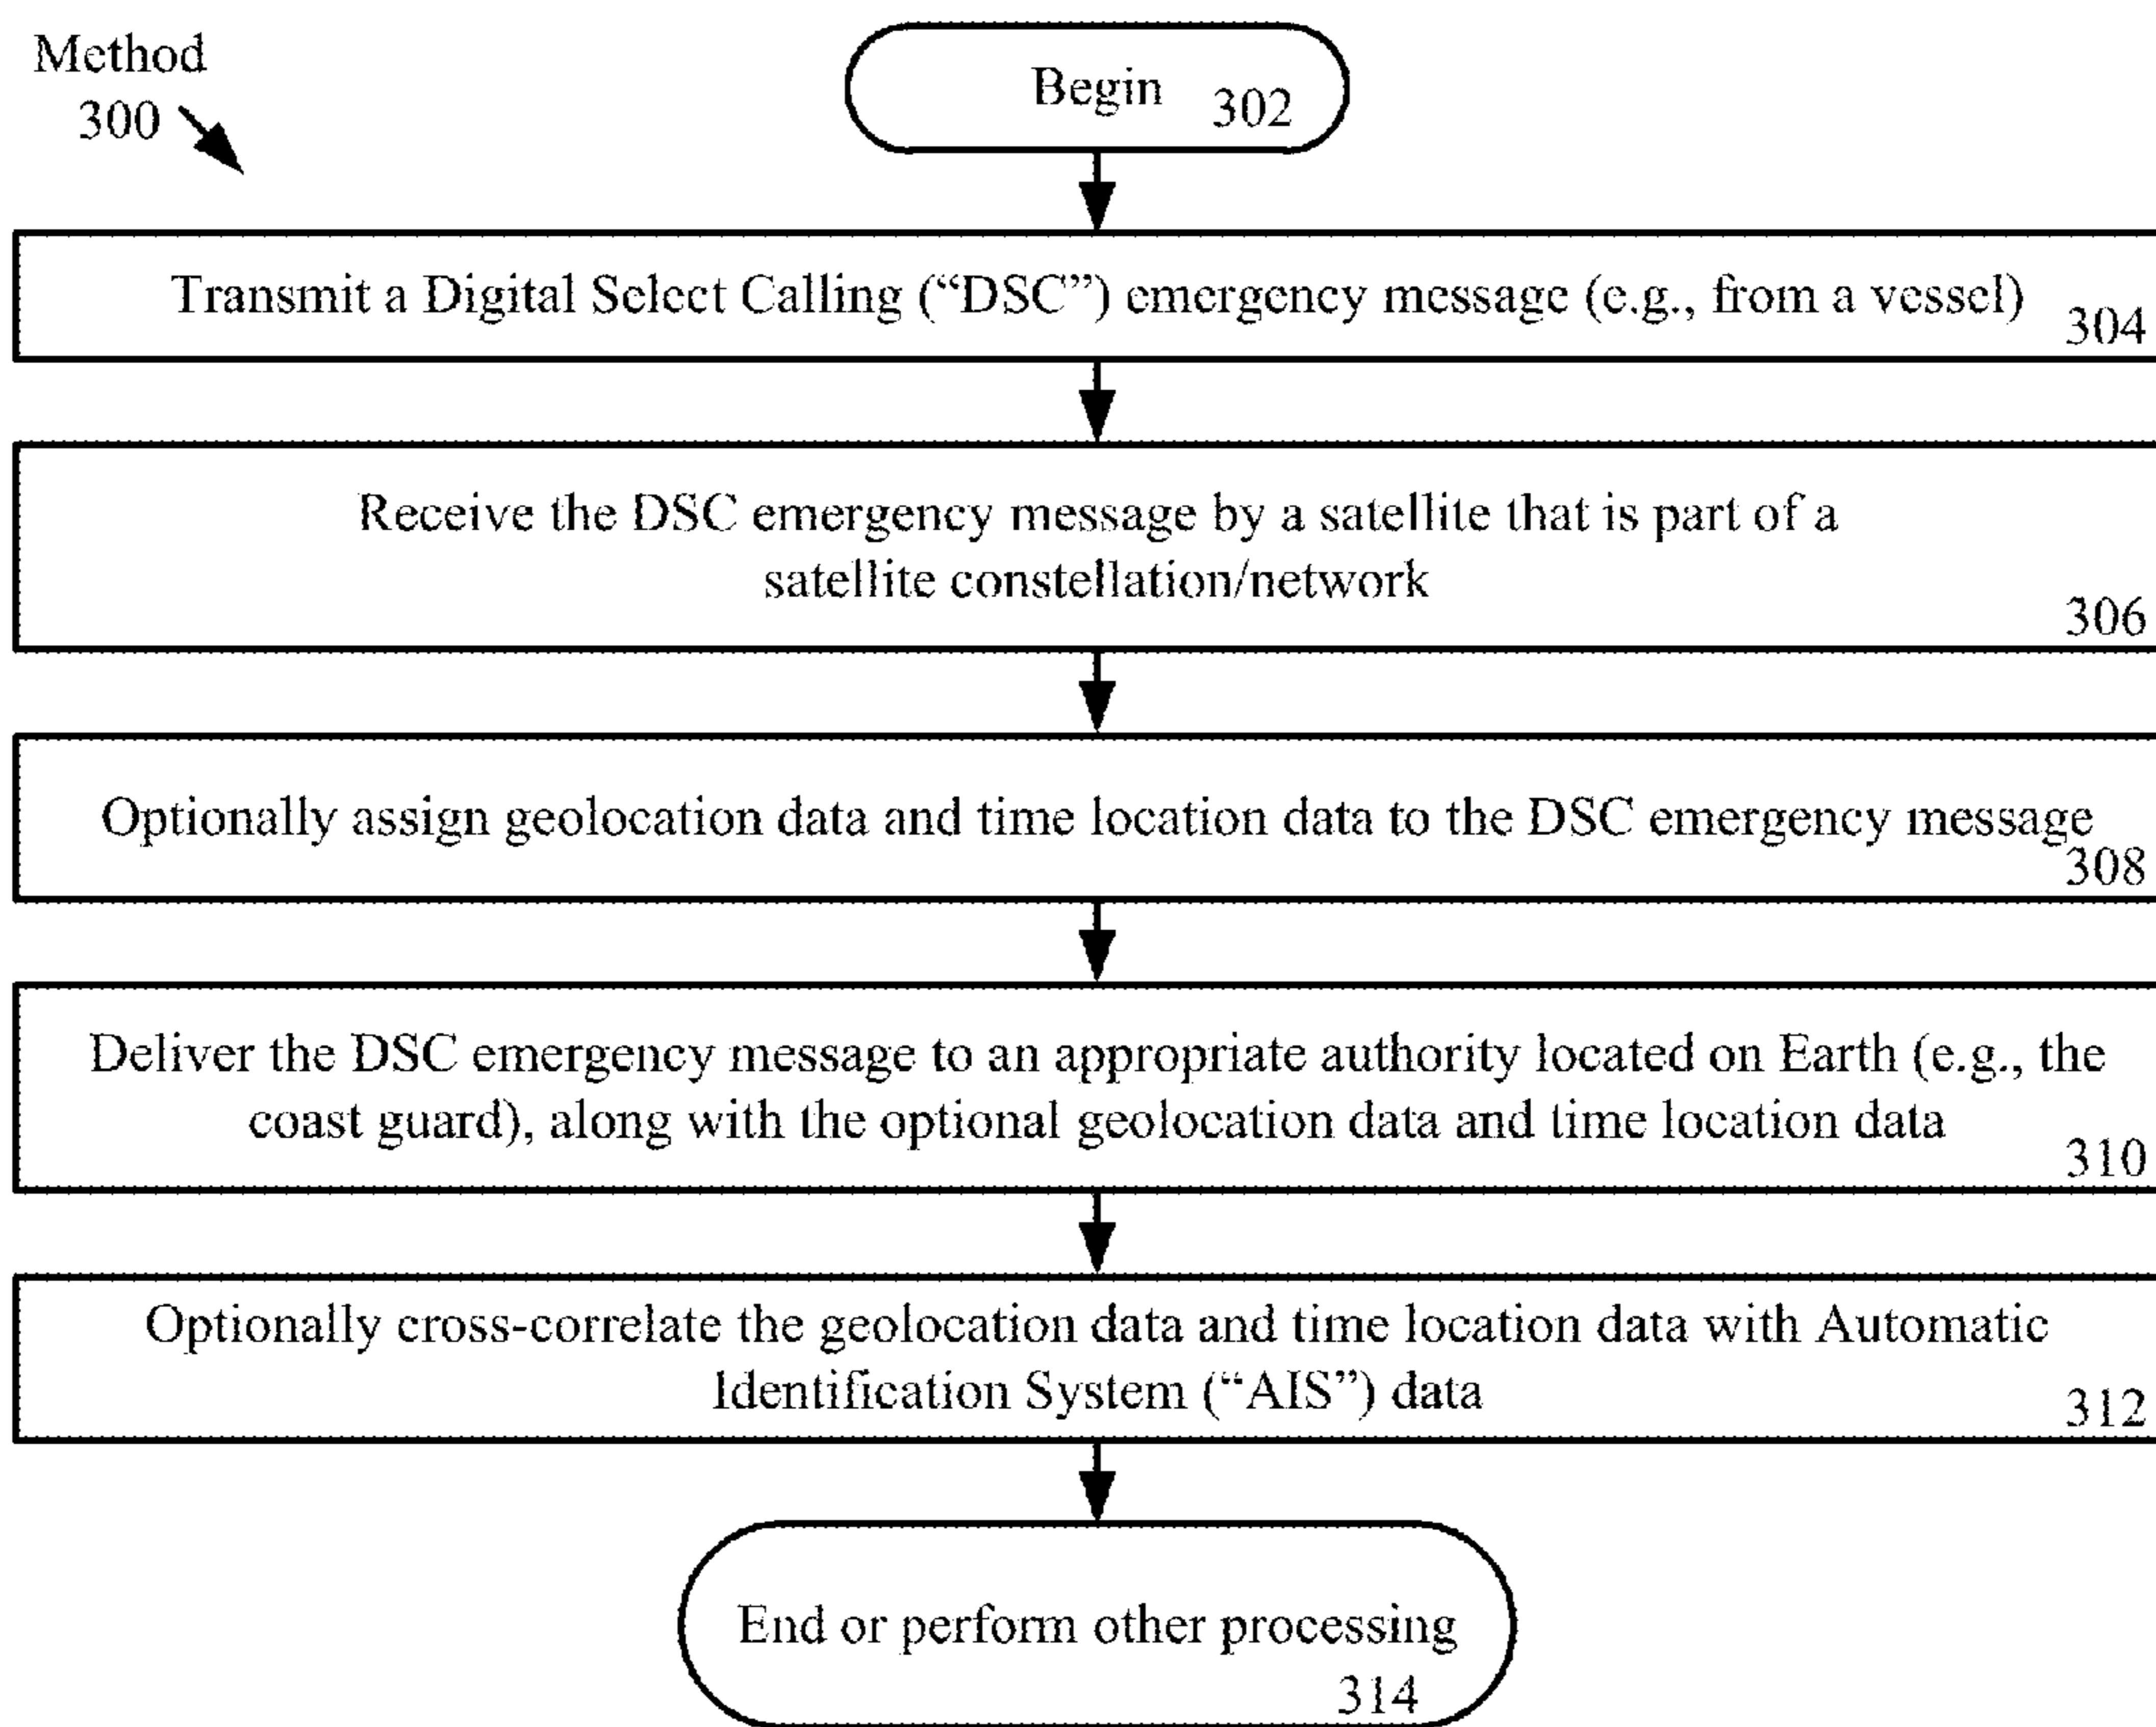 Method
300
Begin 302
Transmit a Digital Select Calling (“DSC”) emergency message (e.g., from a vessel)
304
Receive the DSC emergency message by a satellite that is part of a
satellite constellation/network
306
Optionally assign geolocation data and time location data to the DSC emergency message
308
Deliver the DSC emergency message to an appropriate authority located on Earth (e.g., the
coast guard), along with the optional geolocation data and time location data
310
Optionally cross-correlate the geolocation data and time location data with Automatic
Identification System (“AIS”) data
312
End or perform other processing
314